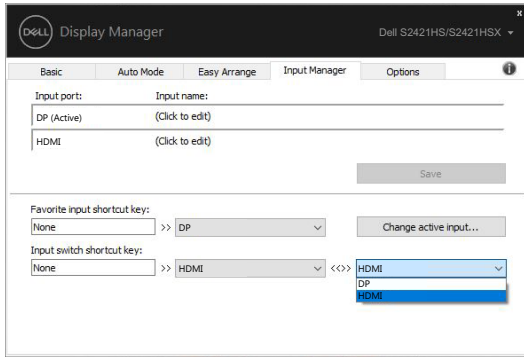 x
DELL Display Manager Dell S2421HS/S2421HSX
Basic Auto Mode Easy Arrange Input Manager Options i
Input port: Input name:
DP (Active) (Click to edit)
HDMI (Click to edit)
Save
Favorite input shortcut key:
None >> DP Change active input...
Input switch shortcut key:
None >> HDMI <<>> HDMI
DP
HDMI